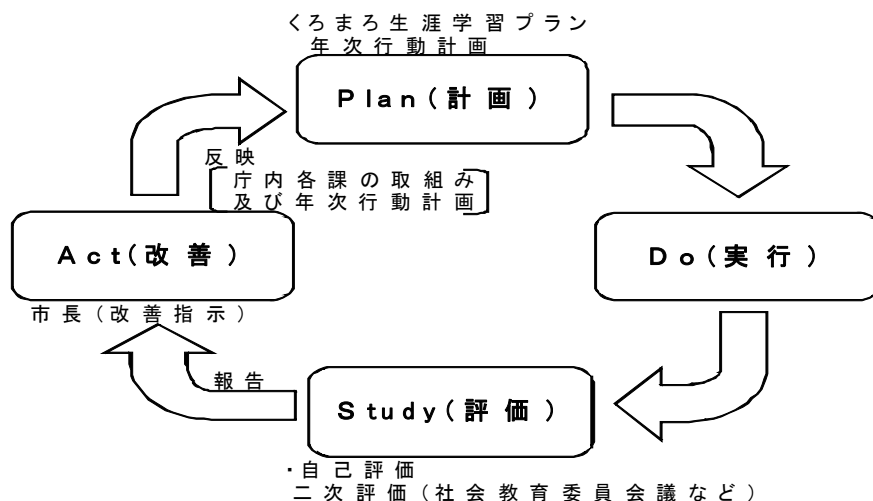 くろまろ生涯学習プラン
年次行動計画
Plan(計画)
反映
庁内各課の取組み
及び年次行動計画
Act(改善)
Do(実行)
市長(改善指示)
報告
Study(評価)
・自己評価
二次評価(社会教育委員会議など)